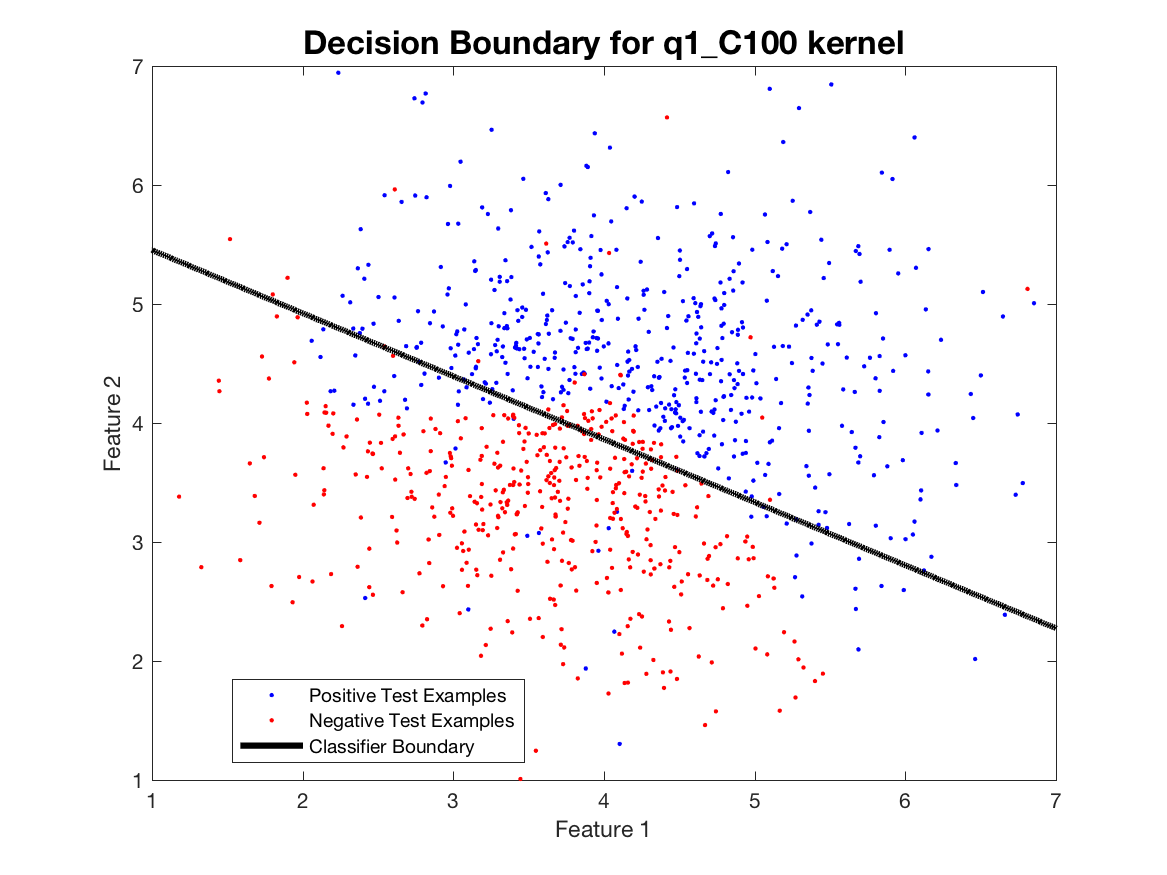 Decision Boundary for q1_C100 kernel
7
6
5
4
3
2
1
Feature 2
Positive Test Examples
Negative Test Examples
Classifier Boundary
1 2 3 4 5 6 7
Feature 1